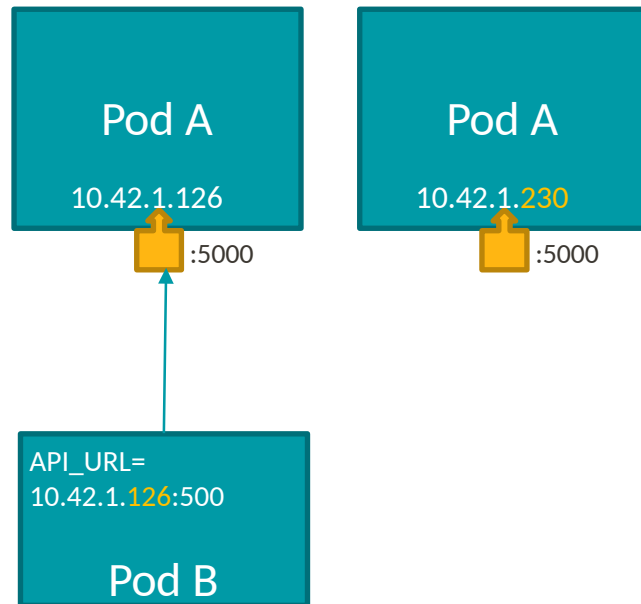 Pod A
10.42.1.126
:5000
Pod A
10.42.1.230
:5000
API_URL=
10.42.1.126:500
Pod B